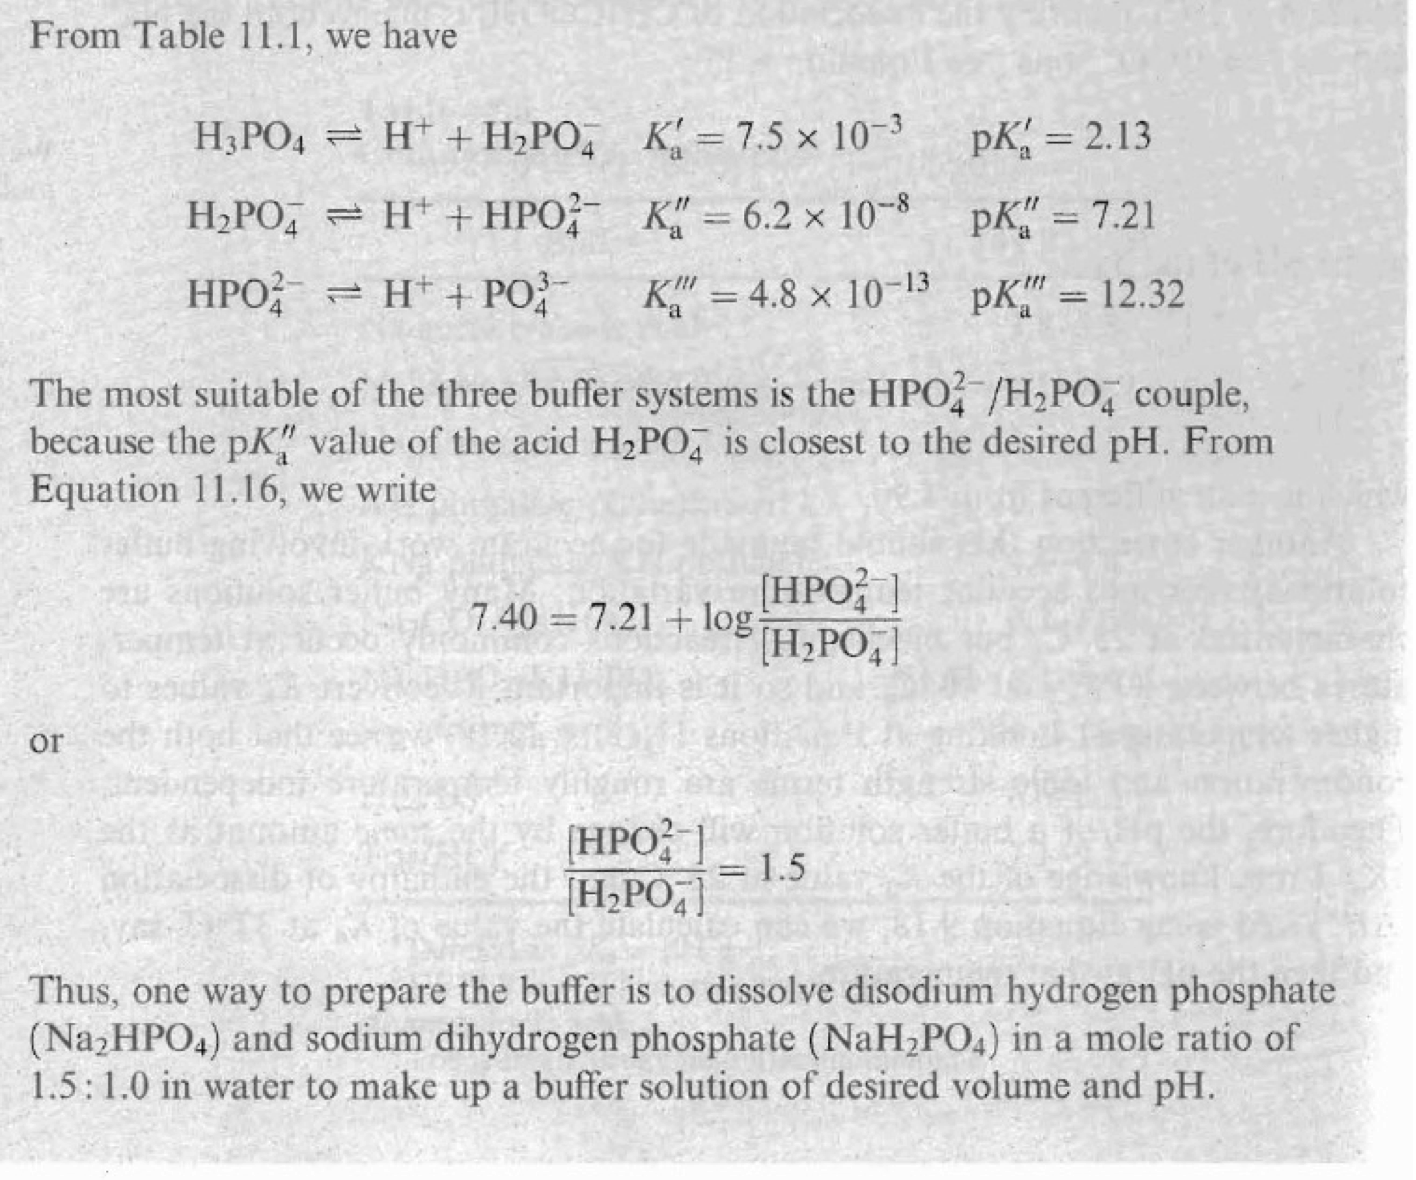 From Table 11.1, we have
H₃PO₄ ⇌ H⁺ + H₂PO₄⁻ K′ₐ = 7.5 × 10⁻³ pK′ₐ = 2.13
H₂PO₄⁻ ⇌ H⁺ + HPO₄²⁻ K″ₐ = 6.2 × 10⁻⁸ pK″ₐ = 7.21
HPO₄²⁻ ⇌ H⁺ + PO₄³⁻ K‴ₐ = 4.8 × 10⁻¹³ pK‴ₐ = 12.32
The most suitable of the three buffer systems is the HPO₄²⁻/H₂PO₄⁻ couple,
because the pK″ₐ value of the acid H₂PO₄⁻ is closest to the desired pH. From
Equation 11.16, we write
7.40 = 7.21 + log [HPO₄²⁻] / [H₂PO₄⁻]
or
[HPO₄²⁻] / [H₂PO₄⁻] = 1.5
Thus, one way to prepare the buffer is to dissolve disodium hydrogen phosphate
(Na₂HPO₄) and sodium dihydrogen phosphate (NaH₂PO₄) in a mole ratio of
1.5 : 1.0 in water to make up a buffer solution of desired volume and pH.